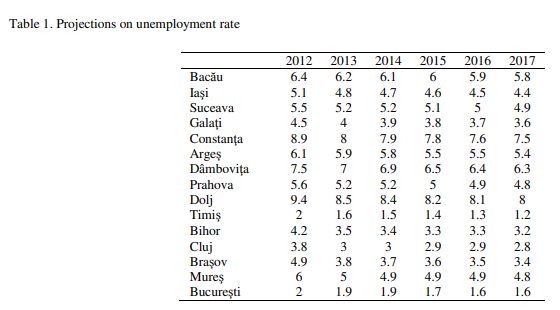 Table 1. Projections on unemployment rate
2012 2013 2014 2015 2016 2017
Bacău 6.4 6.2 6.1 6 5.9 5.8
Iaşi 5.1 4.8 4.7 4.6 4.5 4.4
Suceava 5.5 5.2 5.2 5.1 5 4.9
Galaţi 4.5 4 3.9 3.8 3.7 3.6
Constanţa 8.9 8 7.9 7.8 7.6 7.5
Argeş 6.1 5.9 5.8 5.5 5.5 5.4
Dâmboviţa 7.5 7 6.9 6.5 6.4 6.3
Prahova 5.6 5.2 5.2 5 4.9 4.8
Dolj 9.4 8.5 8.4 8.2 8.1 8
Timiş 2 1.6 1.5 1.4 1.3 1.2
Bihor 4.2 3.5 3.4 3.3 3.3 3.2
Cluj 3.8 3 3 2.9 2.9 2.8
Braşov 4.9 3.8 3.7 3.6 3.5 3.4
Mureş 6 5 4.9 4.9 4.9 4.8
Bucureşti 2 1.9 1.9 1.7 1.6 1.6